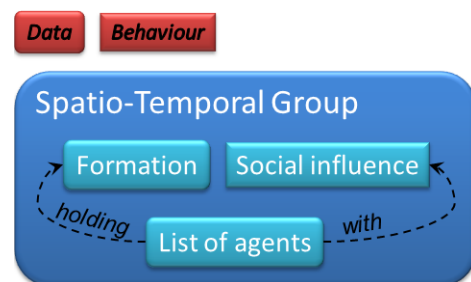 Data Behaviour
Spatio-Temporal Group
Formation Social influence
holding with
List of agents